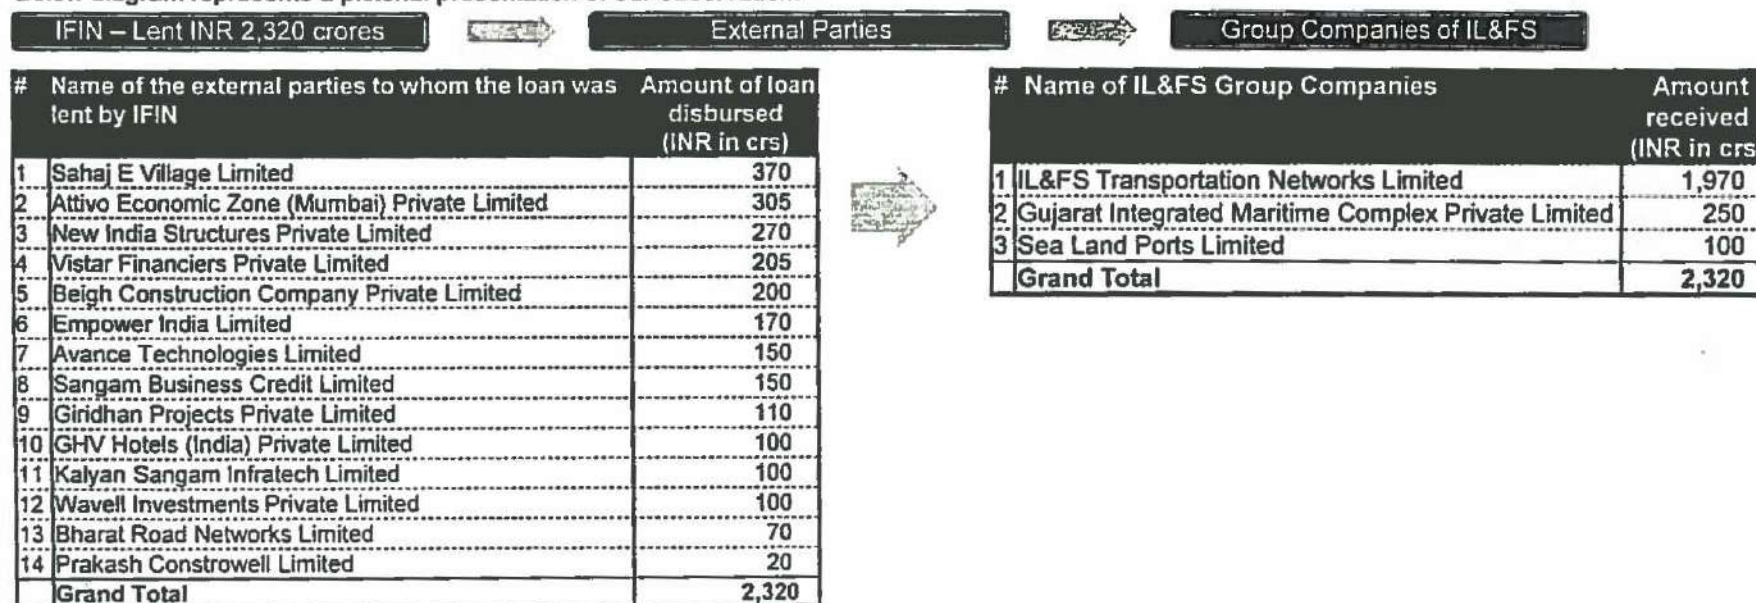 IFIN – Lent INR 2,320 crores
External Parties
Group Companies of IL&FS
# Name of the external parties to whom the loan was lent by IFIN Amount of loan disbursed (INR in crs)
1 Sahaj E Village Limited 370
2 Attivo Economic Zone (Mumbai) Private Limited 305
3 New India Structures Private Limited 270
4 Vistar Financiers Private Limited 205
5 Beigh Construction Company Private Limited 200
6 Empower India Limited 170
7 Avance Technologies Limited 150
8 Sangam Business Credit Limited 150
9 Giridhan Projects Private Limited 110
10 GHV Hotels (India) Private Limited 100
11 Kalyan Sangam Infratech Limited 100
12 Wavell Investments Private Limited 100
13 Bharat Road Networks Limited 70
14 Prakash Constrowell Limited 20
Grand Total 2,320
# Name of IL&FS Group Companies Amount received (INR in crs
1 IL&FS Transportation Networks Limited 1,970
2 Gujarat Integrated Maritime Complex Private Limited 250
3 Sea Land Ports Limited 100
Grand Total 2,320